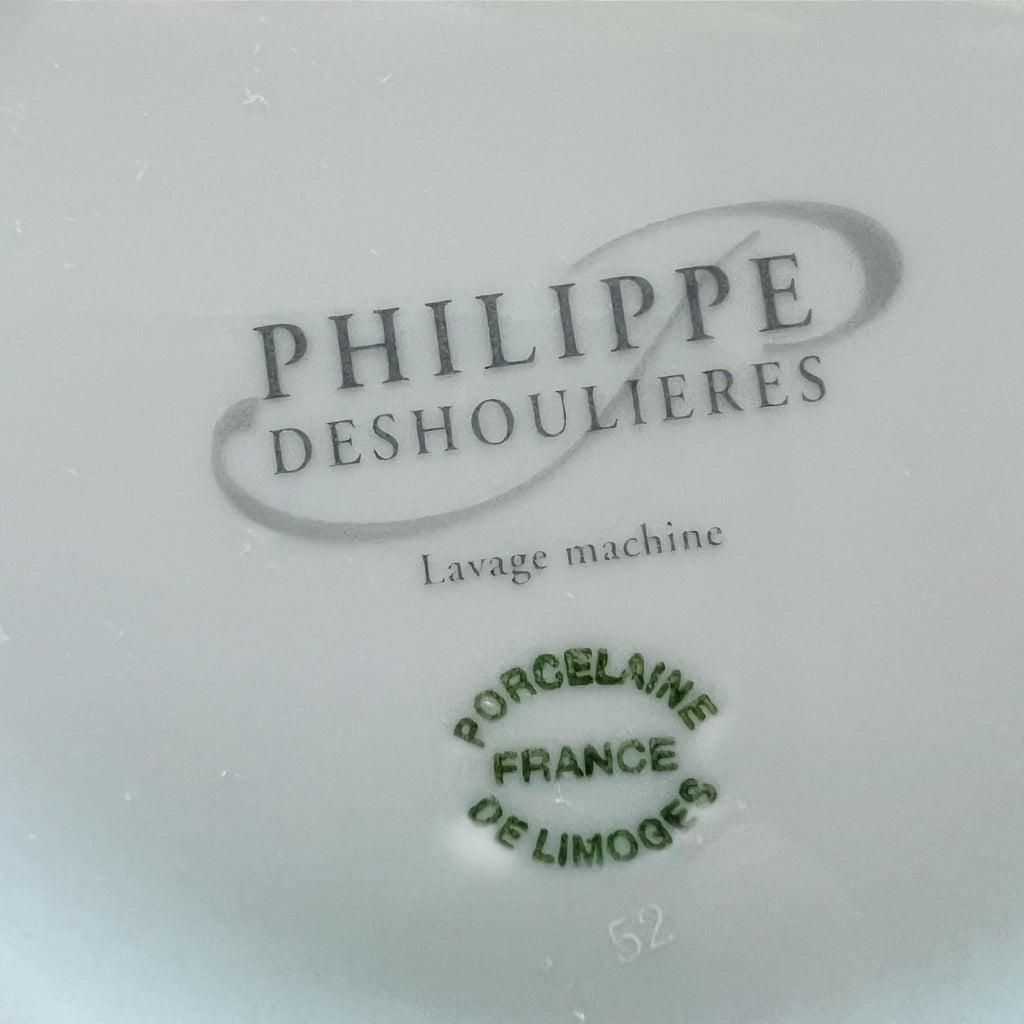 PHILIPPE
DESHOULIERES
Lavage machine
PORCELAINE
FRANCE
DE LIMOGES
52